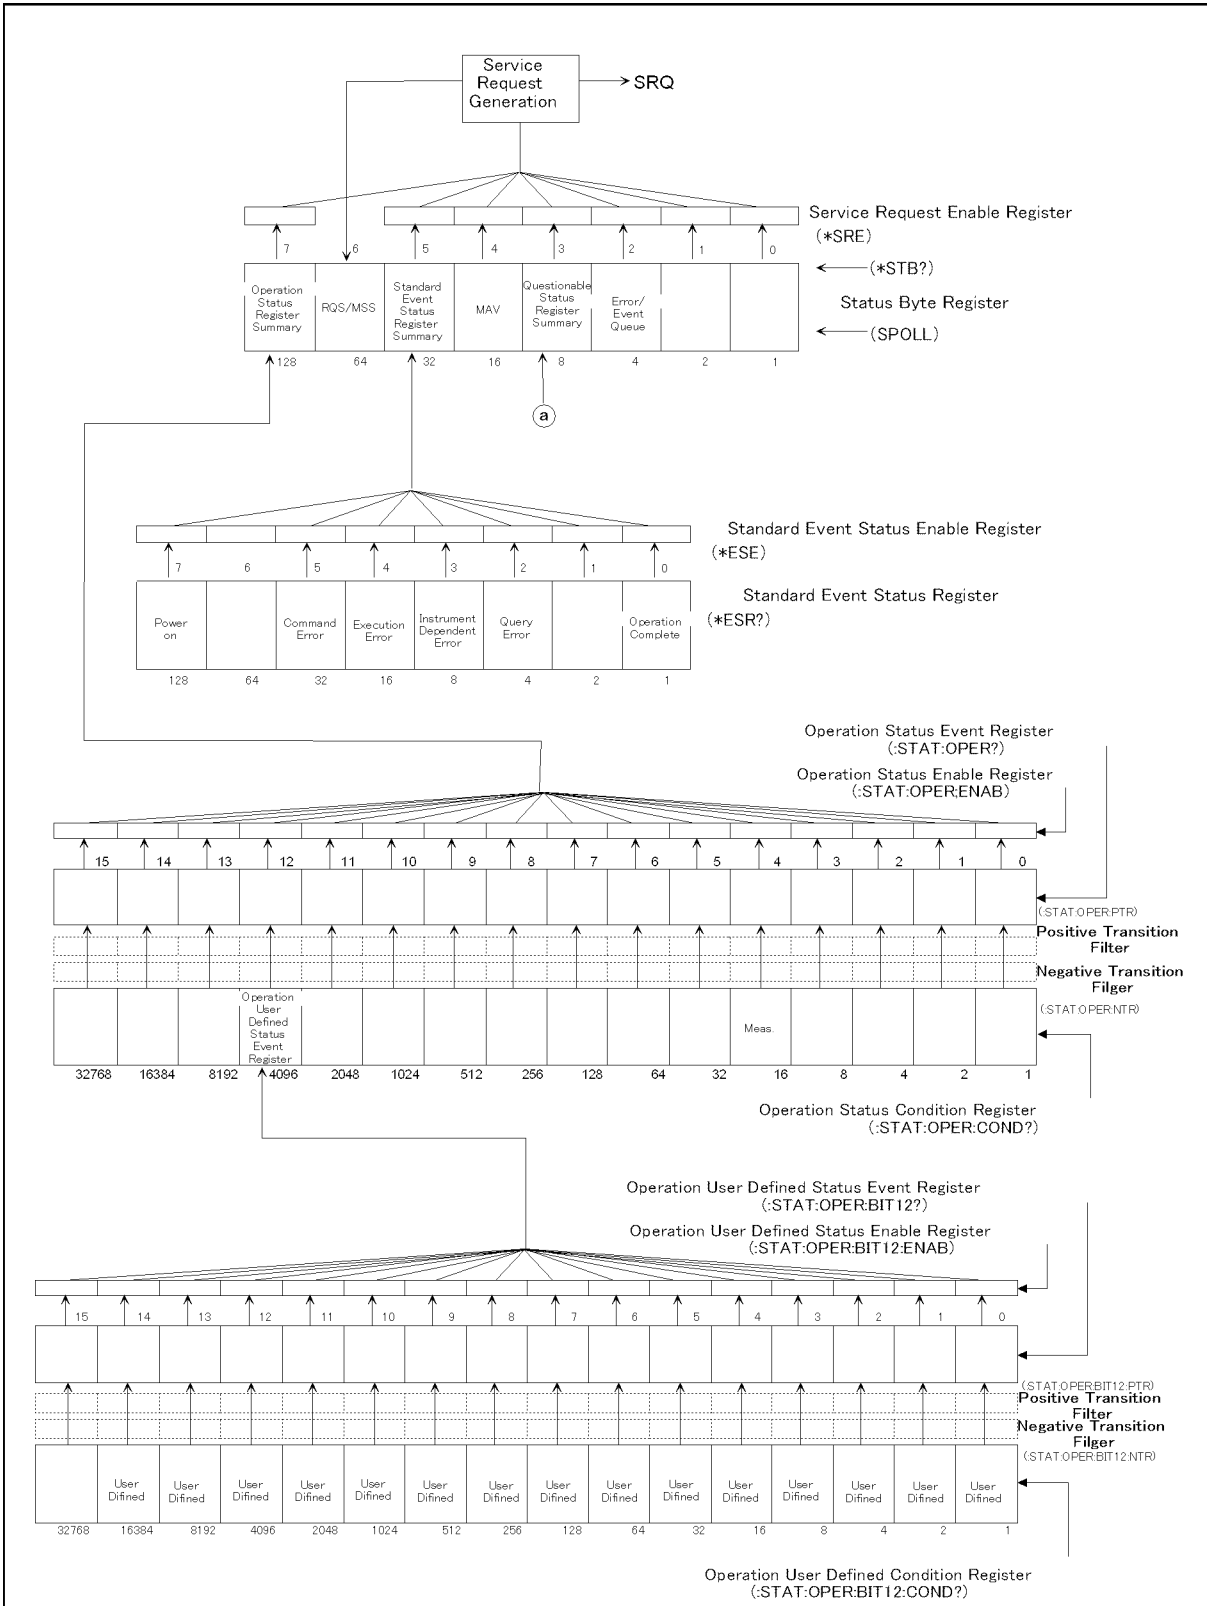 Service
Request
Generation
SRQ
Service Request Enable Register
(*SRE)
7 6 5 4 3 2 1 0
(*STB?)
Operation
Status
Register
Summary
RQS/MSS
Standard
Event
Status
Register
Summary
MAV
Questionable
Status
Register
Summary
Error/
Event
Queue
Status Byte Register
(SPOLL)
128 64 32 16 8 4 2 1
a
Standard Event Status Enable Register
(*ESE)
7 6 5 4 3 2 1 0
Standard Event Status Register
(*ESR?)
Power
on
Command
Error
Execution
Error
Instrument
Dependent
Error
Query
Error
Operation
Complete
128 64 32 16 8 4 2 1
Operation Status Event Register
(:STAT:OPER?)
Operation Status Enable Register
(:STAT:OPER:ENAB)
15 14 13 12 11 10 9 8 7 6 5 4 3 2 1 0
(:STAT:OPER:PTR)
Positive Transition
Filter
Negative Transition
Filger
(:STAT:OPER:NTR)
Operation
User
Defined
Status
Event
Register
Meas.
32768 16384 8192 4096 2048 1024 512 256 128 64 32 16 8 4 2 1
Operation Status Condition Register
(:STAT:OPER:COND?)
Operation User Defined Status Event Register
(:STAT:OPER:BIT12?)
Operation User Defined Status Enable Register
(:STAT:OPER:BIT12:ENAB)
15 14 13 12 11 10 9 8 7 6 5 4 3 2 1 0
(:STAT:OPER:BIT12:PTR)
Positive Transition
Filter
Negative Transition
Filger
(:STAT:OPER:BIT12:NTR)
User User User User User User User User User User User User User User User
Difined Difined Difined Difined Difined Difined Difined Difined Difined Difined Difined Difined Difined Difined Difined
32768 16384 8192 4096 2048 1024 512 256 128 64 32 16 8 4 2 1
Operation User Defined Condition Register
(:STAT:OPER:BIT12:COND?)